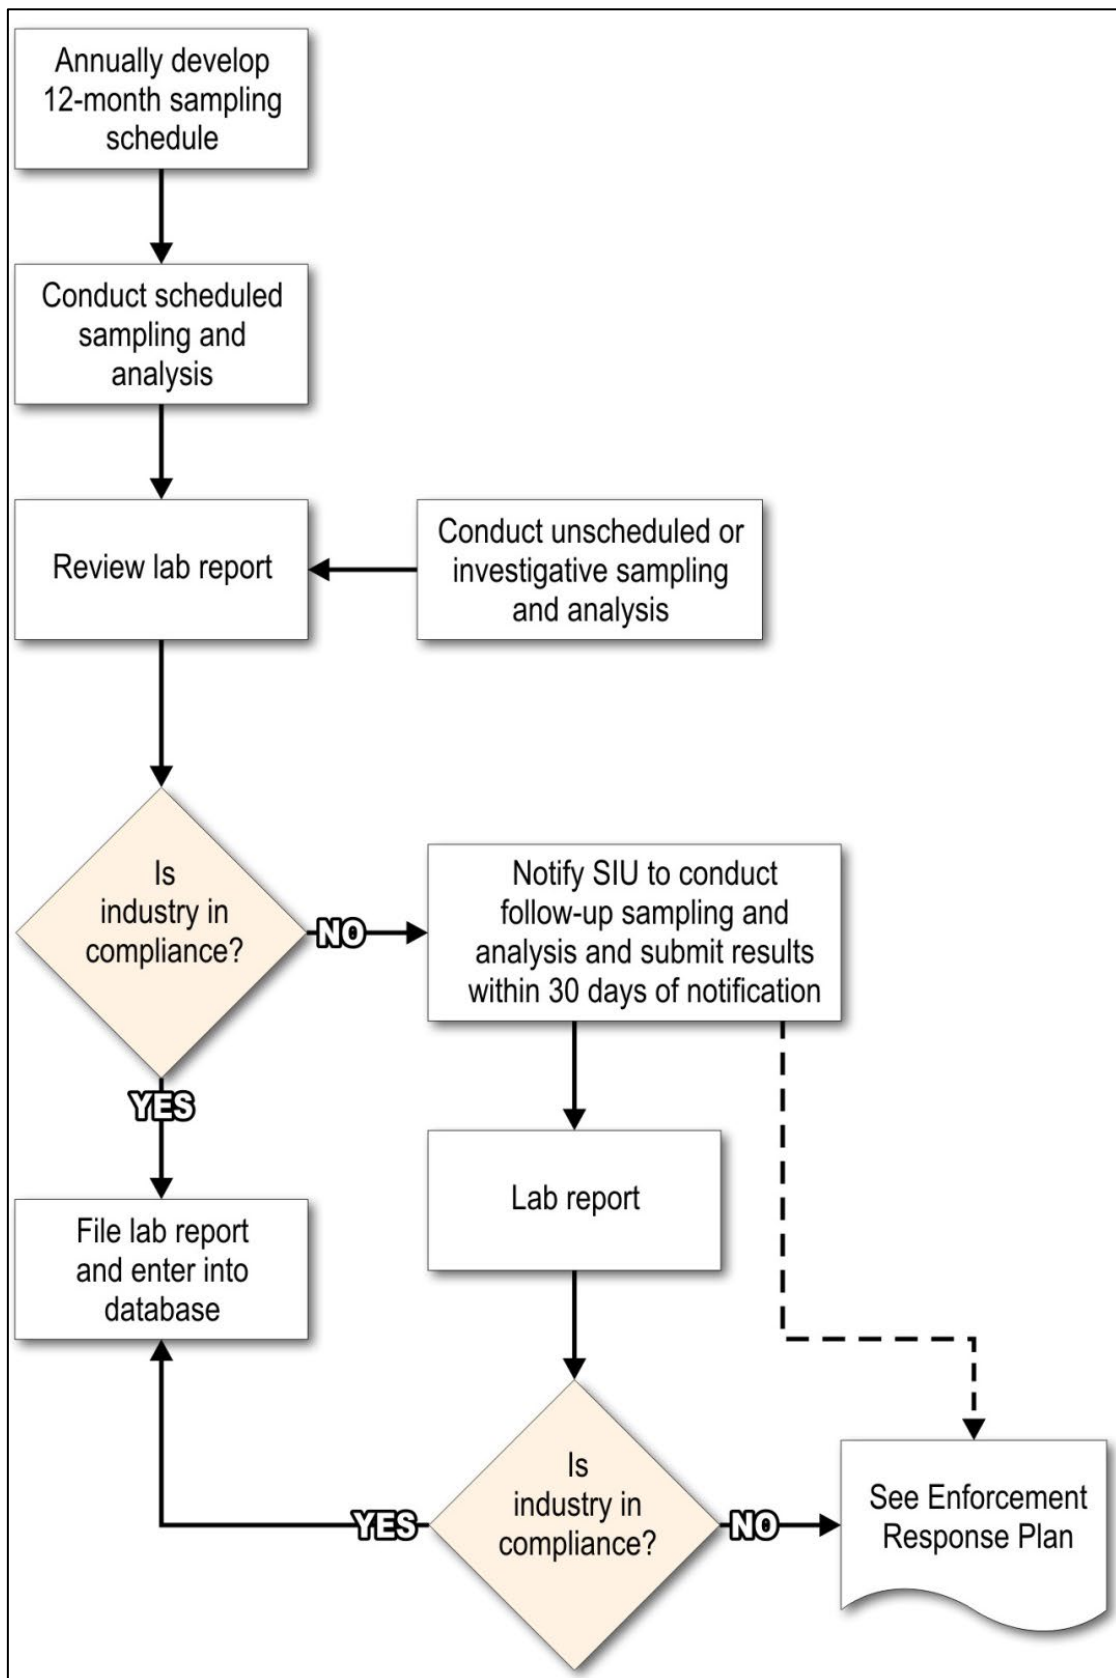 Annually develop
12-month sampling
schedule
Conduct scheduled
sampling and
analysis
Review lab report
Conduct unscheduled or
investigative sampling
and analysis
Is
industry in
compliance?
NO
Notify SIU to conduct
follow-up sampling and
analysis and submit results
within 30 days of notification
YES
Lab report
File lab report
and enter into
database
Is
industry in
compliance?
YES
NO
See Enforcement
Response Plan